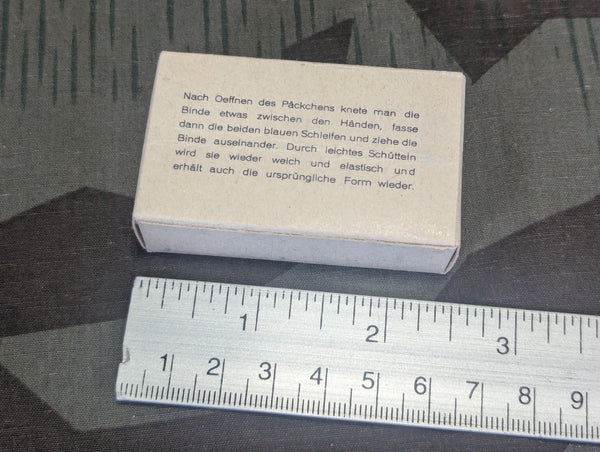 Nach Oeffnen des Päckchens knete man die
Binde etwas zwischen den Händen, fasse
dann die beiden blauen Schleifen und ziehe die
Binde auseinander. Durch leichtes Schütteln
wird sie wieder weich und elastisch und
erhält auch die ursprüngliche Form wieder.
1 2 3
1 2 3 4 5 6 7 8 9